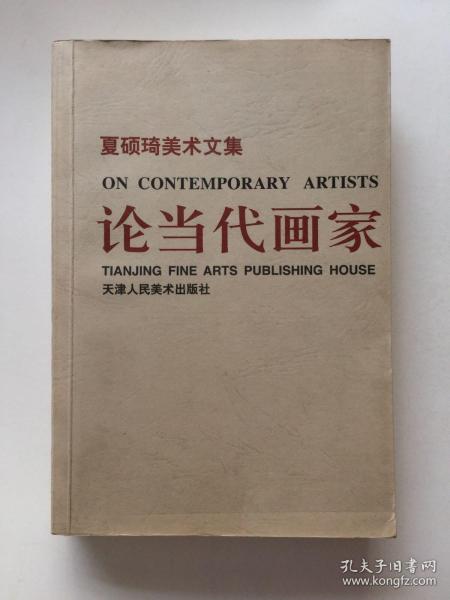 夏硕琦美术文集
ON CONTEMPORARY ARTISTS
论当代画家
TIANJING FINE ARTS PUBLISHING HOUSE
天津人民美术出版社
孔夫子旧书网
www.kongfz.com